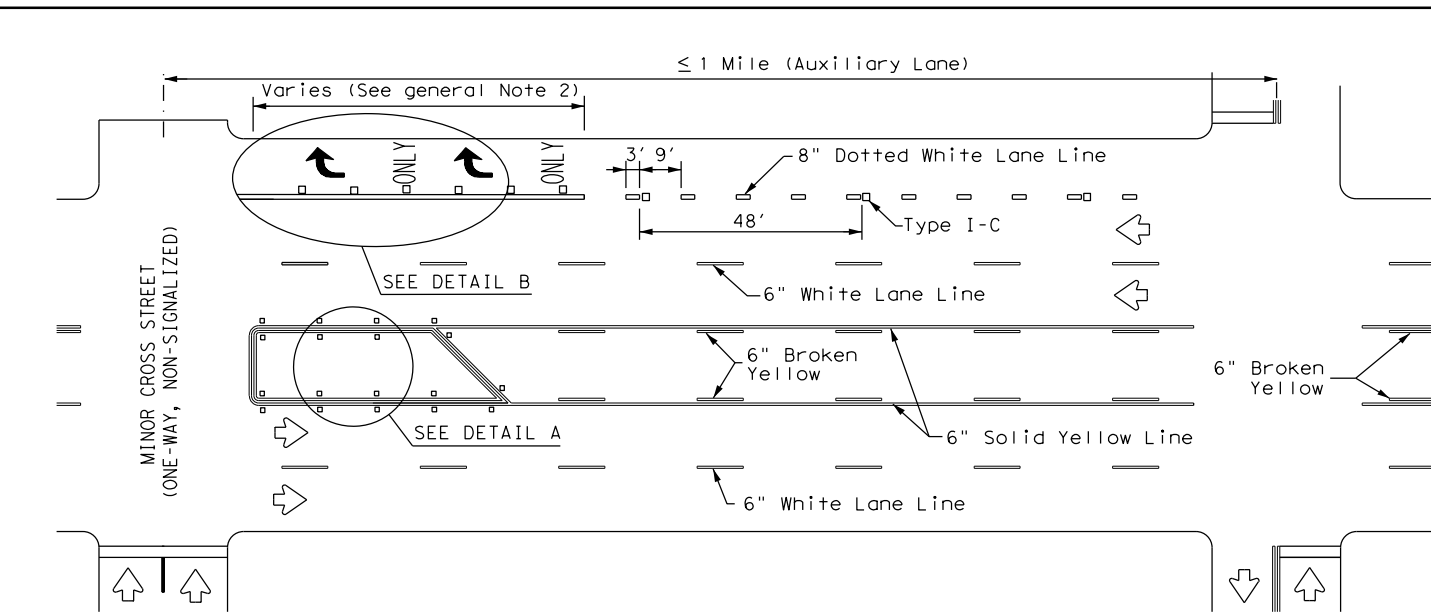 ≤ 1 Mile (Auxiliary Lane)
Varies (See general Note 2)
ONLY
ONLY
3' 9'
8" Dotted White Lane Line
48'
Type I-C
SEE DETAIL B
6" White Lane Line
MINOR CROSS STREET
(ONE-WAY, NON-SIGNALIZED)
6" Broken
Yellow
6" Broken
Yellow
SEE DETAIL A
6" Solid Yellow Line
6" White Lane Line